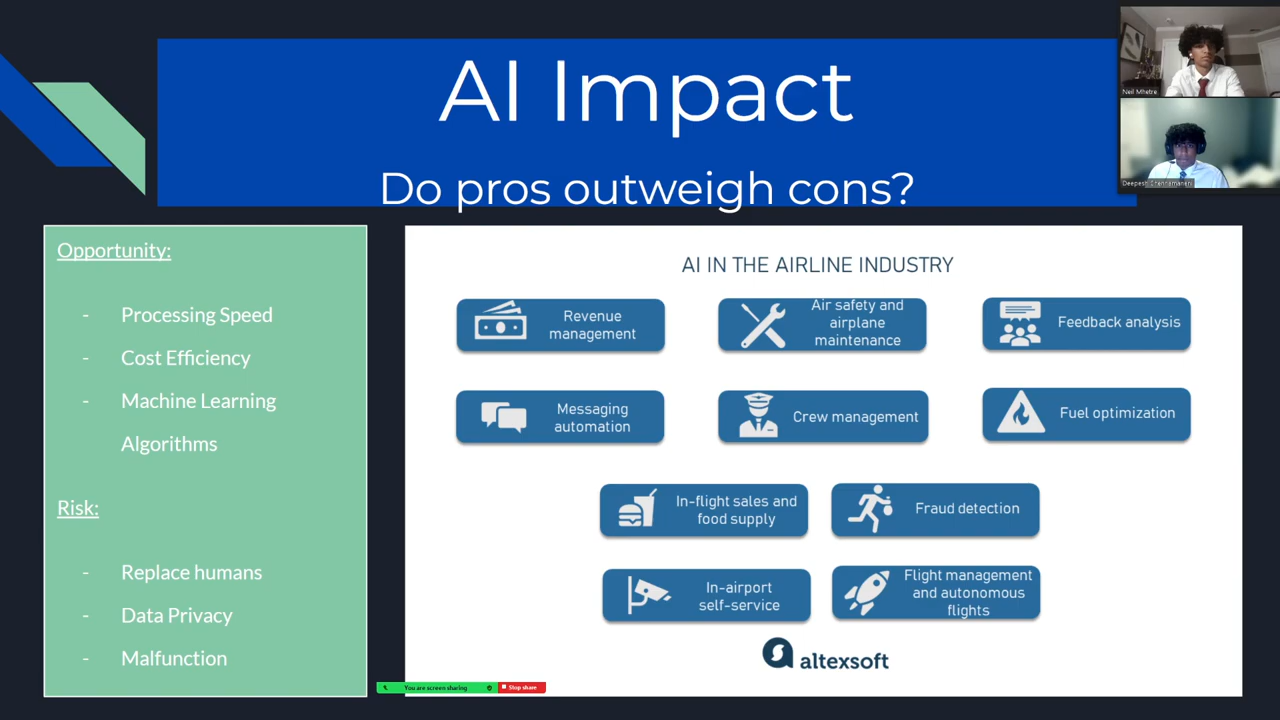 AI Impact
Do pros outweigh cons?
Neil Mhetre
Opportunity:
- Processing Speed
- Cost Efficiency
- Machine Learning
Algorithms
Risk:
- Replace humans
- Data Privacy
- Malfunction
AI IN THE AIRLINE INDUSTRY
Revenue
management
Air safety and
airplane
maintenance
Feedback analysis
Messaging
automation
Crew management
Fuel optimization
In-flight sales and
food supply
Fraud detection
In-airport
self-service
Flight management
and autonomous
flights
altexsoft
You are screen sharing
Stop share